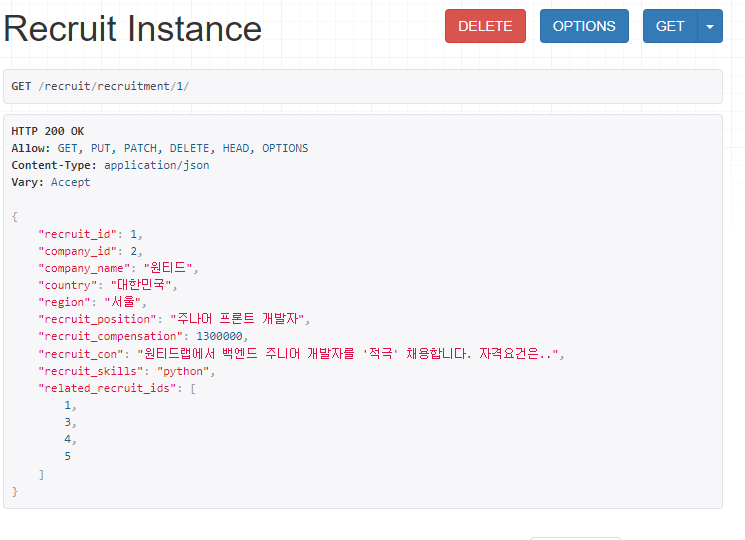 Recruit Instance
DELETE OPTIONS GET
GET /recruit/recruitment/1/
HTTP 200 OK
Allow: GET, PUT, PATCH, DELETE, HEAD, OPTIONS
Content-Type: application/json
Vary: Accept
{
"recruit_id": 1,
"company_id": 2,
"company_name": "원티드",
"country": "대한민국",
"region": "서울",
"recruit_position": "주나어 프론트 개발자",
"recruit_compensation": 1300000,
"recruit_con": "원티드랩에서 백엔드 주니어 개발자를 '적극' 채용합니다. 자격요건은..",
"recruit_skills": "python",
"related_recruit_ids": [
1,
3,
4,
5
]
}